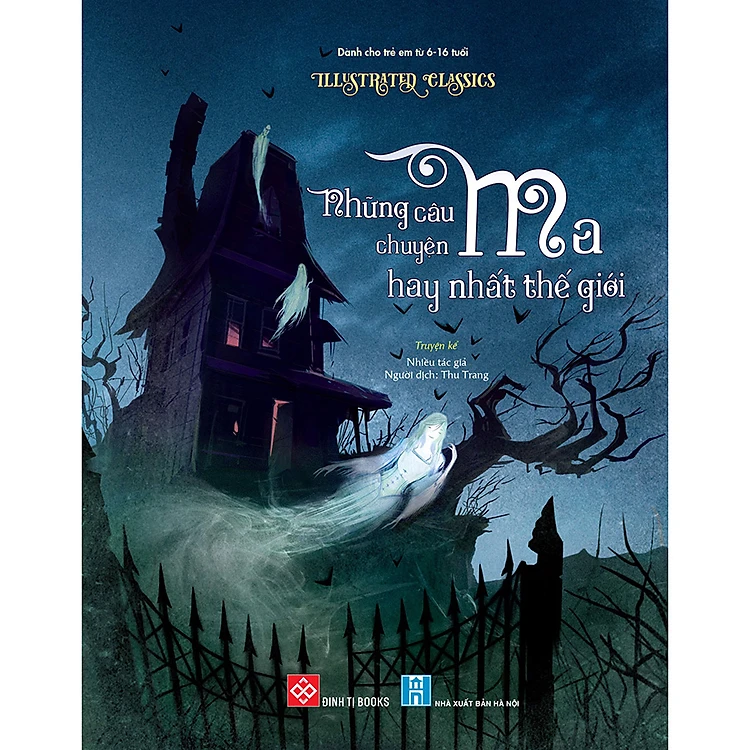 Dành cho trẻ em từ 6-16 tuổi
ILLUSTRATED CLASSICS
Những câu chuyện Ma
hay nhất thế giới
Truyện kể
Nhiều tác giả
Người dịch: Thu Trang
ĐINH TỊ BOOKS
NHÀ XUẤT BẢN HÀ NỘI